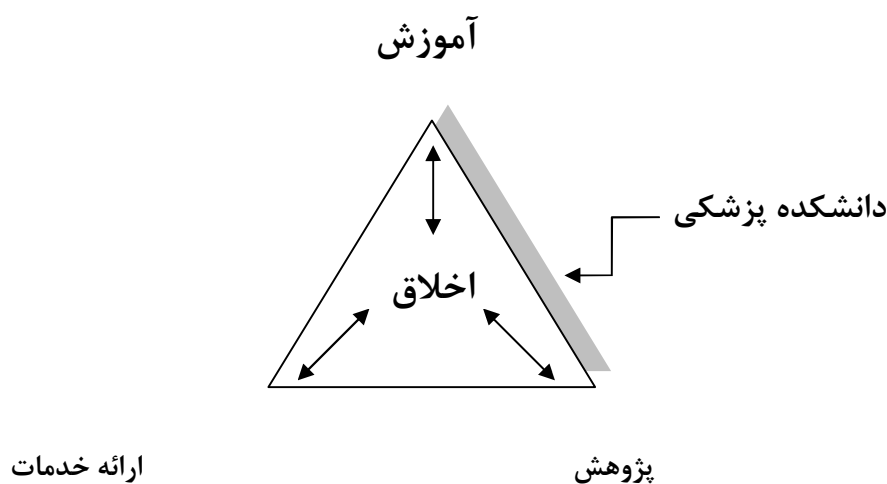 آموزش
دانشکده پزشکی
اخلاق
پژوهش
ارائه خدمات